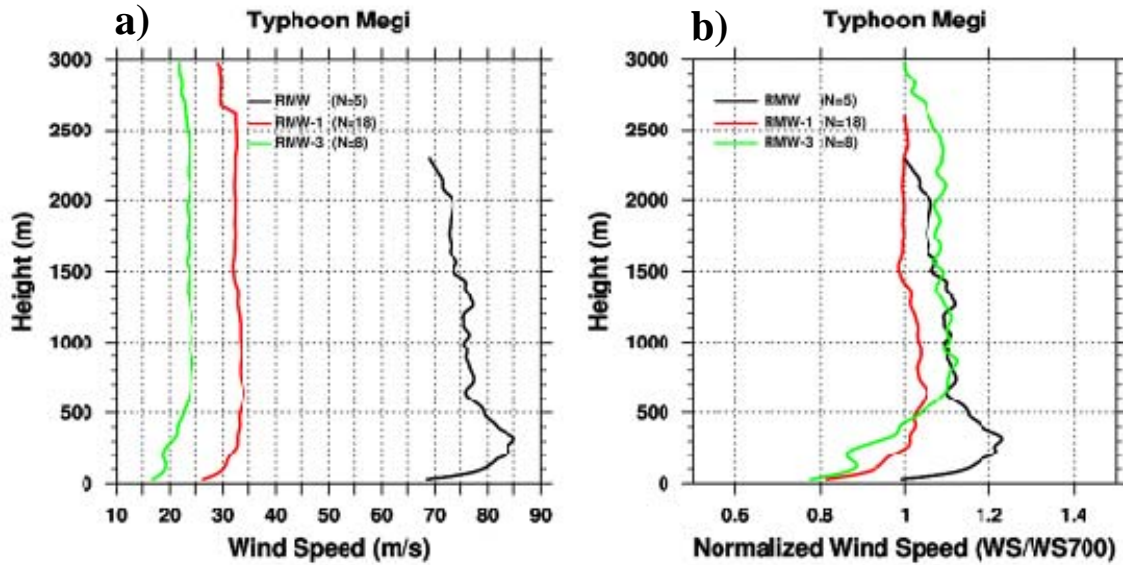 a)
Typhoon Megi
3000
2500
2000
1500
1000
500
0
Height (m)
RMW (N=5)
RMW-1 (N=18)
RMW-3 (N=8)
10 20 30 40 50 60 70 80 90
Wind Speed (m/s)
b)
Typhoon Megi
3000
2500
2000
1500
1000
500
0
Height (m)
RMW (N=5)
RMW-1 (N=18)
RMW-3 (N=8)
0.6 0.8 1 1.2 1.4
Normalized Wind Speed (WS/WS700)